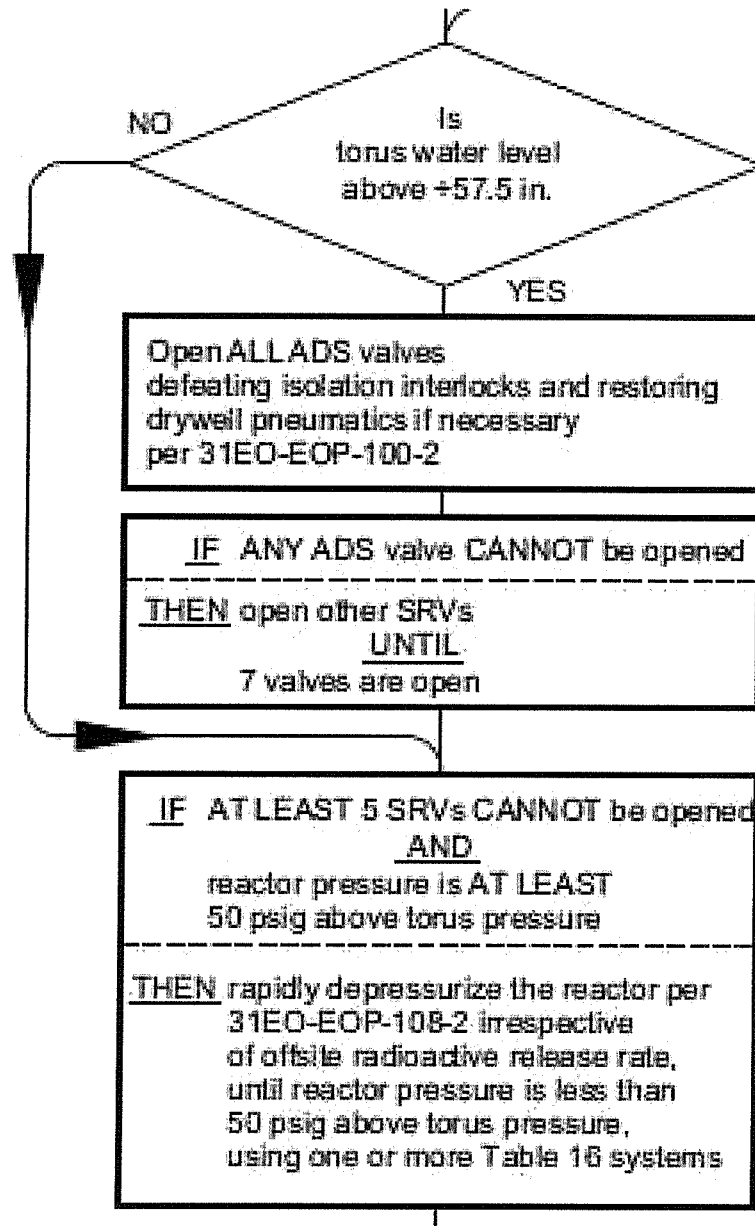 NO
Is
torus water level
above ÷57.5 in.
YES
Open ALL ADS valves
defeating isolation interlocks and restoring
drywell pneumatics if necessary
per 31EO-EOP-100-2
IF ANY ADS valve CANNOT be opened
THEN open other SRVs
UNTIL
7 valves are open
IF AT LEAST 5 SRVs CANNOT be opened
AND
reactor pressure is AT LEAST
50 psig above torus pressure
THEN rapidly depressurize the reactor per
31EO-EOP-108-2 irrespective
of offsite radioactive release rate,
until reactor pressure is less than
50 psig above torus pressure,
using one or more Table 16 systems